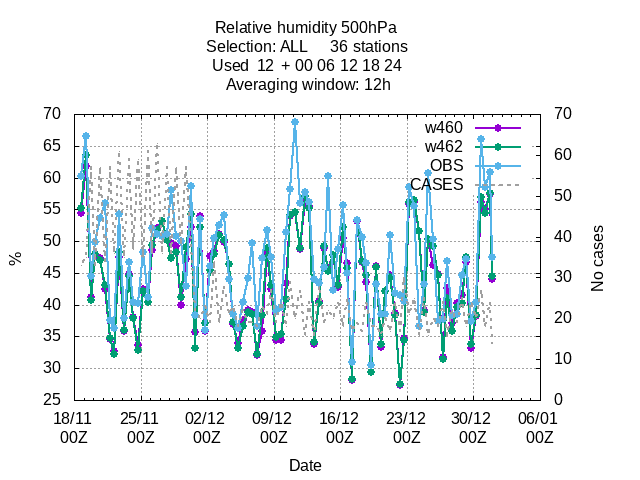 Relative humidity 500hPa
Selection: ALL 36 stations
Used 12 + 00 06 12 18 24
Averaging window: 12h
70 70
65
60 60
55
50 50
45
40 40
35
30 30
25
20
10
0
w460
w462
OBS
CASES
%
No cases
18/11 25/11 02/12 09/12 16/12 23/12 30/12 06/01
00Z 00Z 00Z 00Z 00Z 00Z 00Z 00Z
Date